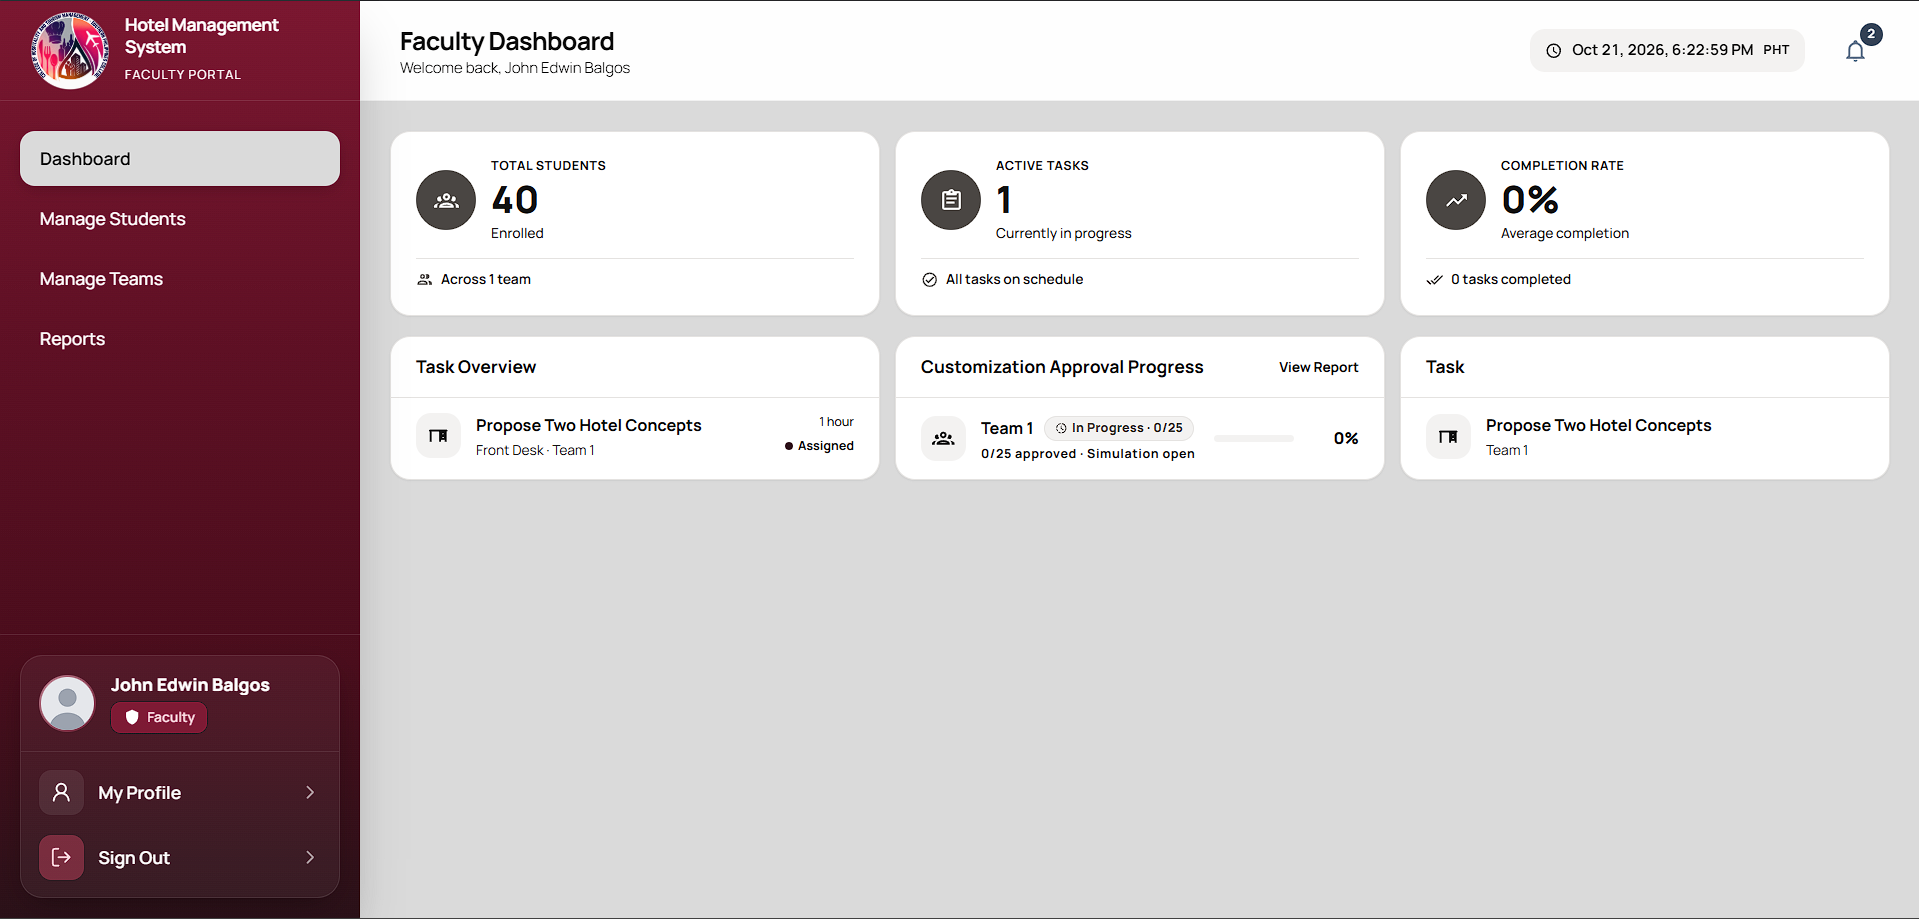 Hotel Management
System
FACULTY PORTAL
Dashboard
Manage Students
Manage Teams
Reports
John Edwin Balgos
Faculty
My Profile
Sign Out
Faculty Dashboard
Welcome back, John Edwin Balgos
Oct 21, 2026, 6:22:59 PM PHT
2
TOTAL STUDENTS
40
Enrolled
Across 1 team
ACTIVE TASKS
1
Currently in progress
All tasks on schedule
COMPLETION RATE
0%
Average completion
0 tasks completed
Task Overview
Propose Two Hotel Concepts
1 hour
Front Desk · Team 1
Assigned
Customization Approval Progress
View Report
Team 1
In Progress · 0/25
0/25 approved · Simulation open
0%
Task
Propose Two Hotel Concepts
Team 1